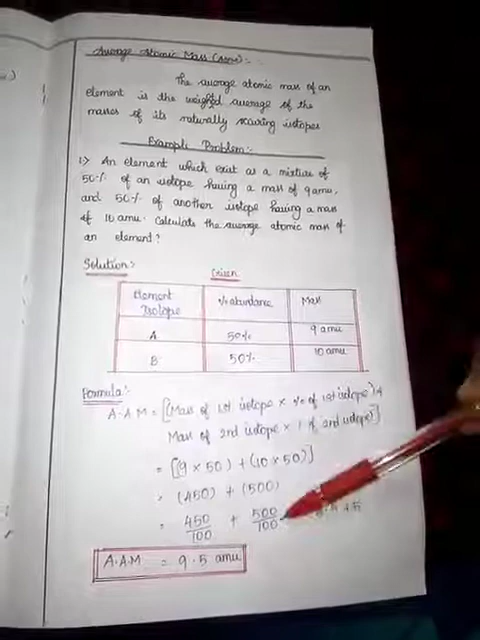 Average Atomic Mass (AAM):-
The average atomic mass of an
element is the weighted average of the
masses of its naturally occuring isotopes
Example Problem:-
1.) An element which exist as a mixture of
50% of an isotope having a mass of 9 amu,
and 50% of another isotope having a mass
of 10 amu. Calculate the average atomic mass of
an element?
Solution:-
Given
Element Isotope % abundance Mass
A 50% 9 amu
B 50% 10 amu
Formula:-
A.A.M = [(Mass of 1st isotope × % of 1st isotope) +
Mass of 2nd isotope × % of 2nd isotope)]
= [(9 × 50) + (10 × 50)]
= (450) + (500)
= 450/100 + 500/100
A.A.M = 9.5 amu